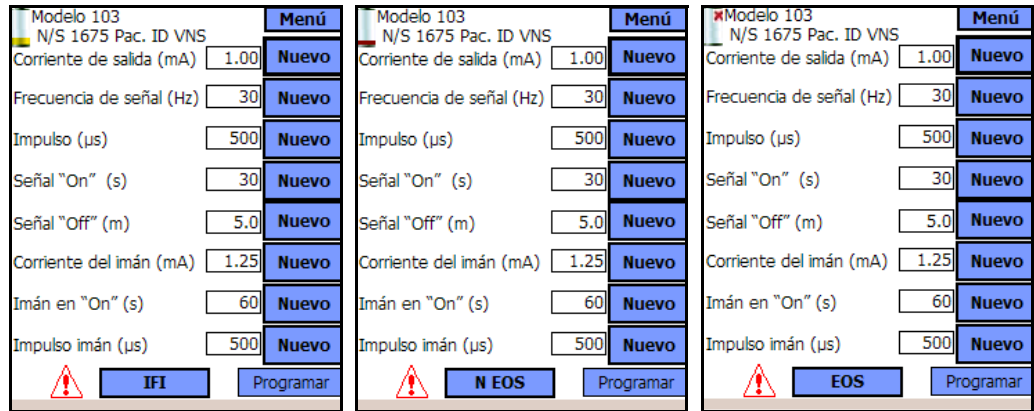 Modelo 103 Menú
N/S 1675 Pac. ID VNS
Corriente de salida (mA) 1.00 Nuevo
Frecuencia de señal (Hz) 30 Nuevo
Impulso (µs) 500 Nuevo
Señal "On" (s) 30 Nuevo
Señal "Off" (m) 5.0 Nuevo
Corriente del imán (mA) 1.25 Nuevo
Imán en "On" (s) 60 Nuevo
Impulso imán (µs) 500 Nuevo
IFI Programar
Modelo 103 Menú
N/S 1675 Pac. ID VNS
Corriente de salida (mA) 1.00 Nuevo
Frecuencia de señal (Hz) 30 Nuevo
Impulso (µs) 500 Nuevo
Señal "On" (s) 30 Nuevo
Señal "Off" (m) 5.0 Nuevo
Corriente del imán (mA) 1.25 Nuevo
Imán en "On" (s) 60 Nuevo
Impulso imán (µs) 500 Nuevo
N EOS Programar
Modelo 103 Menú
N/S 1675 Pac. ID VNS
Corriente de salida (mA) 1.00 Nuevo
Frecuencia de señal (Hz) 30 Nuevo
Impulso (µs) 500 Nuevo
Señal "On" (s) 30 Nuevo
Señal "Off" (m) 5.0 Nuevo
Corriente del imán (mA) 1.25 Nuevo
Imán en "On" (s) 60 Nuevo
Impulso imán (µs) 500 Nuevo
EOS Programar